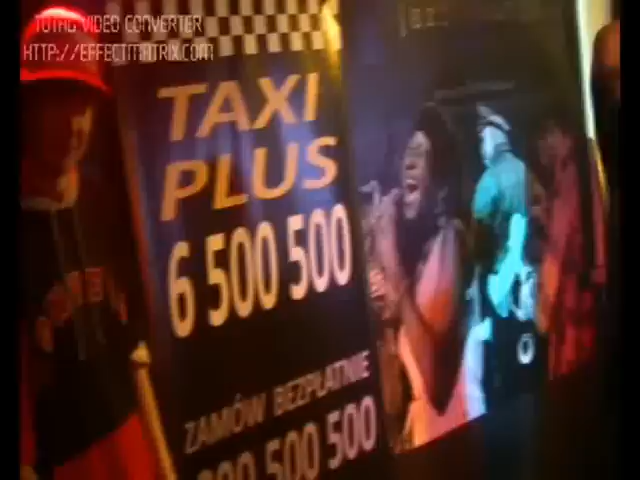 TOTAL VIDEO CONVERTER
HTTP://EFFECTMATRIX.COM
TAXI
PLUS
6 500 500
ZAMÓW BEZPŁATNIE
500 500